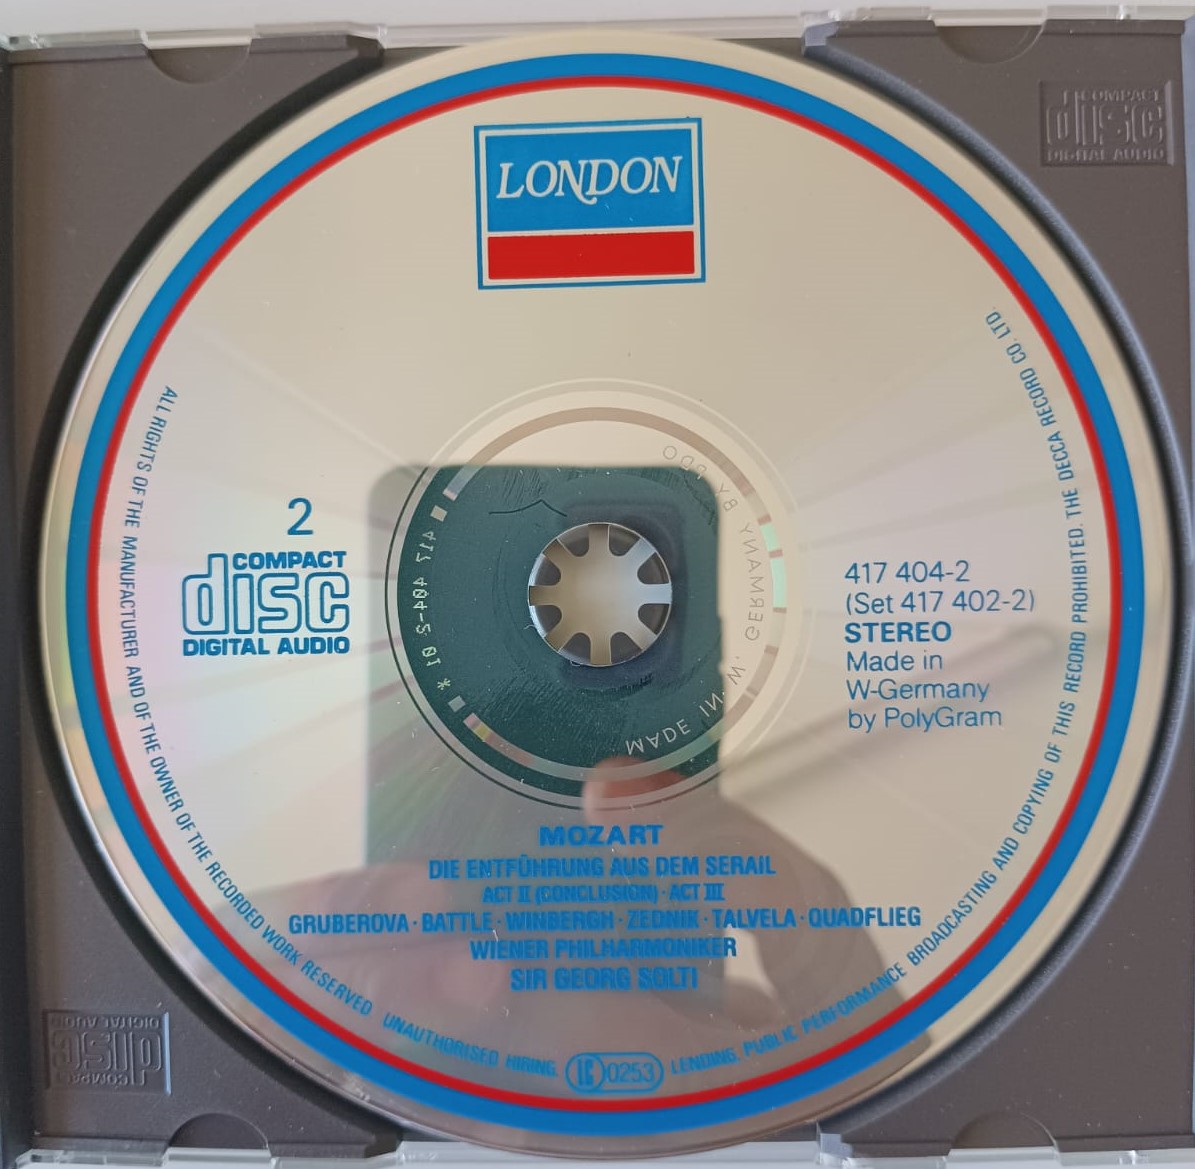 LONDON
2
COMPACT
disc
DIGITAL AUDIO
417 404-2
(Set 417 402-2)
STEREO
Made in
W-Germany
by PolyGram
MOZART
DIE ENTFÜHRUNG AUS DEM SERAIL
ACT II (CONCLUSION) · ACT III
GRUBEROVA · BATTLE · WINBERGH · ZEDNIK · TALVELA · QUADFLIEG
WIENER PHILHARMONIKER
SIR GEORG SOLTI
ALL RIGHTS OF THE MANUFACTURER AND OF THE OWNER OF THE RECORDED WORK RESERVED UNAUTHORISED HIRING, LENDING, PUBLIC PERFORMANCE BROADCASTING AND COPYING OF THIS RECORD PROHIBITED. THE DECCA RECORD CO. LTD.
LC 0253
MADE IN W. GERMANY BY PDO
COMPACT
disc
DIGITAL AUDIO
COMPACT
disc
DIGITAL AUDIO